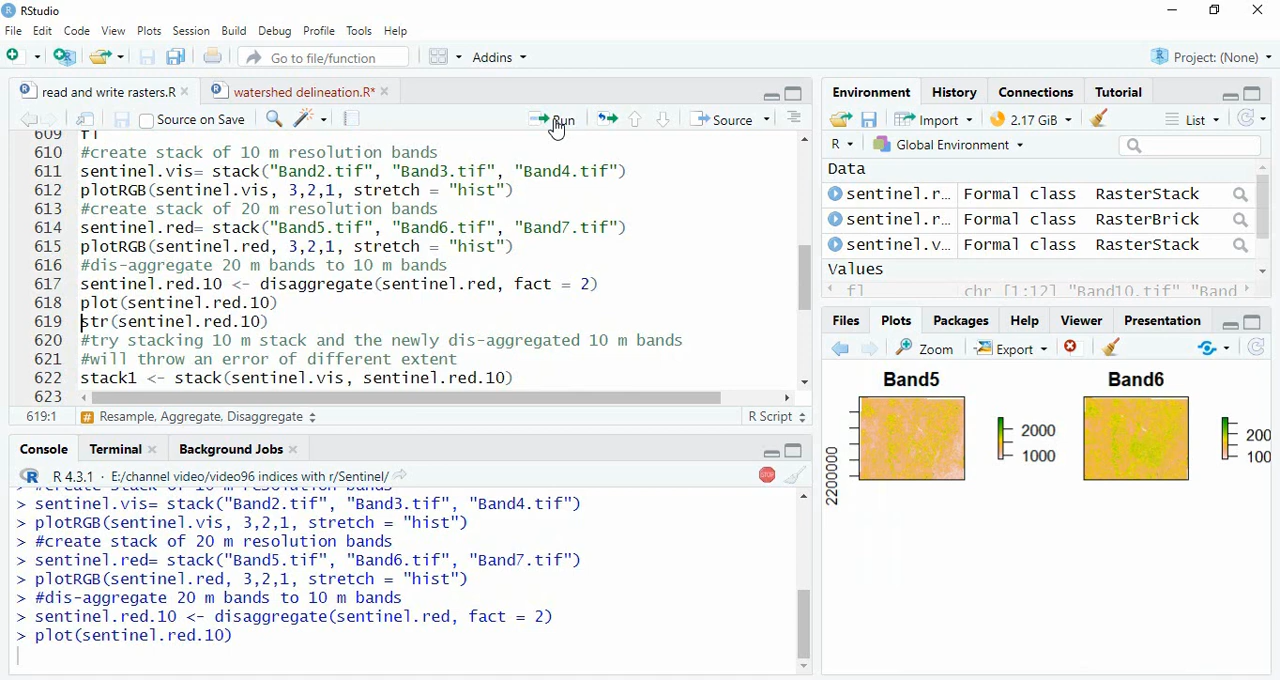 RStudio
File Edit Code View Plots Session Build Debug Profile Tools Help
Go to file/function Addins Project: (None)
read and write rasters.R watershed delineation.R*
Source on Save Run Source
609 fl
610 #create stack of 10 m resolution bands
611 sentinel.vis= stack("Band2.tif", "Band3.tif", "Band4.tif")
612 plotRGB(sentinel.vis, 3,2,1, stretch = "hist")
613 #create stack of 20 m resolution bands
614 sentinel.red= stack("Band5.tif", "Band6.tif", "Band7.tif")
615 plotRGB(sentinel.red, 3,2,1, stretch = "hist")
616 #dis-aggregate 20 m bands to 10 m bands
617 sentinel.red.10 <- disaggregate(sentinel.red, fact = 2)
618 plot(sentinel.red.10)
619 str(sentinel.red.10)
620 #try stacking 10 m stack and the newly dis-aggregated 10 m bands
621 #will throw an error of different extent
622 stack1 <- stack(sentinel.vis, sentinel.red.10)
623
619:1 # Resample, Aggregate, Disaggregate R Script
Console Terminal Background Jobs
R 4.3.1 · E:/channel video/video96 indices with r/Sentinel/
STOP
> #create stack of 10 m resolution bands
> sentinel.vis= stack("Band2.tif", "Band3.tif", "Band4.tif")
> plotRGB(sentinel.vis, 3,2,1, stretch = "hist")
> #create stack of 20 m resolution bands
> sentinel.red= stack("Band5.tif", "Band6.tif", "Band7.tif")
> plotRGB(sentinel.red, 3,2,1, stretch = "hist")
> #dis-aggregate 20 m bands to 10 m bands
> sentinel.red.10 <- disaggregate(sentinel.red, fact = 2)
> plot(sentinel.red.10)
Environment History Connections Tutorial
Import 2.17 GiB List
R Global Environment
Data
sentinel.r… Formal class RasterStack
sentinel.r… Formal class RasterBrick
sentinel.v… Formal class RasterStack
Values
fl chr [1:12] "Band10.tif" "Band
Files Plots Packages Help Viewer Presentation
Zoom Export
Band5 Band6
2200000
2000
1000
200
100